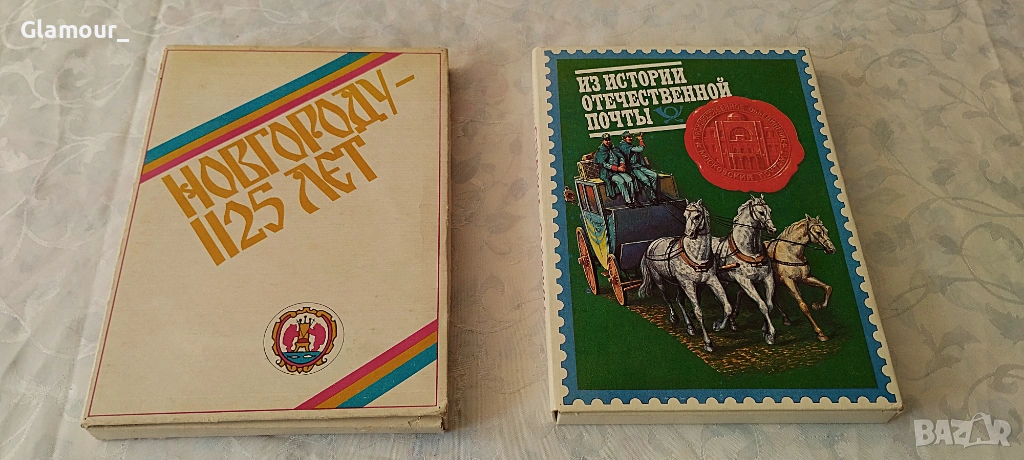 Glamour_
НОВГОРОДУ—
1125 ЛЕТ
ИЗ ИСТОРИИ
ОТЕЧЕСТВЕННОЙ
ПОЧТЫ
BAZAR